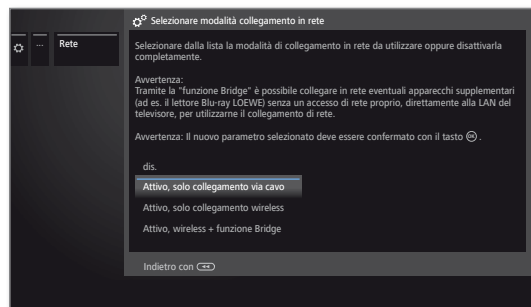 Selezionare modalità collegamento in rete
... Rete
Selezionare dalla lista la modalità di collegamento in rete da utilizzare oppure disattivarla
completamente.
Avvertenza:
Tramite la "funzione Bridge" è possibile collegare in rete eventuali apparecchi supplementari
(ad es. il lettore Blu-ray LOEWE) senza un accesso di rete proprio, direttamente alla LAN del
televisore, per utilizzarne il collegamento di rete.
Avvertenza: Il nuovo parametro selezionato deve essere confermato con il tasto OK .
dis.
Attivo, solo collegamento via cavo
Attivo, solo collegamento wireless
Attivo, wireless + funzione Bridge
Indietro con